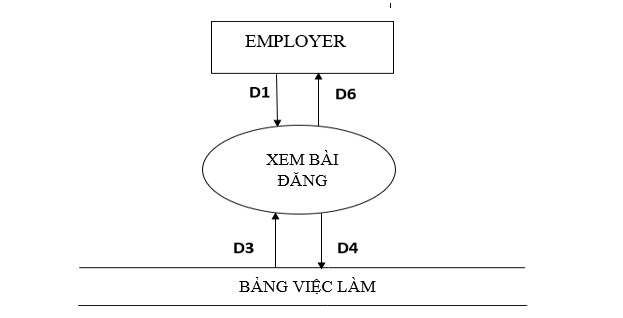 EMPLOYER
D1
D6
XEM BÀI
ĐĂNG
D3
D4
BẢNG VIỆC LÀM